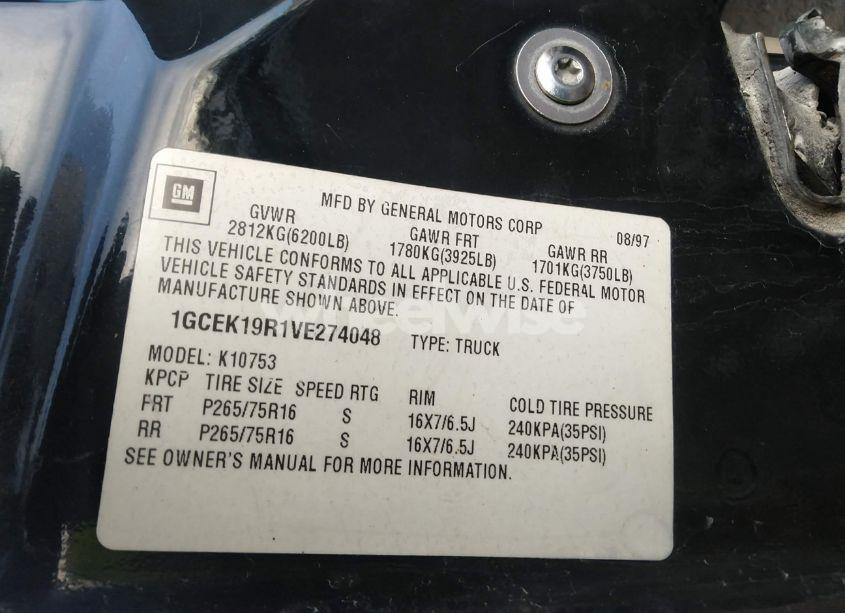 GM
MFD BY GENERAL MOTORS CORP 08/97
GVWR GAWR FRT GAWR RR
2812KG(6200LB) 1780KG(3925LB) 1701KG(3750LB)
THIS VEHICLE CONFORMS TO ALL APPLICABLE U.S. FEDERAL MOTOR
VEHICLE SAFETY STANDARDS IN EFFECT ON THE DATE OF
MANUFACTURE SHOWN ABOVE.
1GCEK19R1VE274048 TYPE: TRUCK
MODEL: K10753
KPCP TIRE SIZE SPEED RTG RIM COLD TIRE PRESSURE
FRT P265/75R16 S 16X7/6.5J 240KPA(35PSI)
RR P265/75R16 S 16X7/6.5J 240KPA(35PSI)
SEE OWNER'S MANUAL FOR MORE INFORMATION.
wheelwise